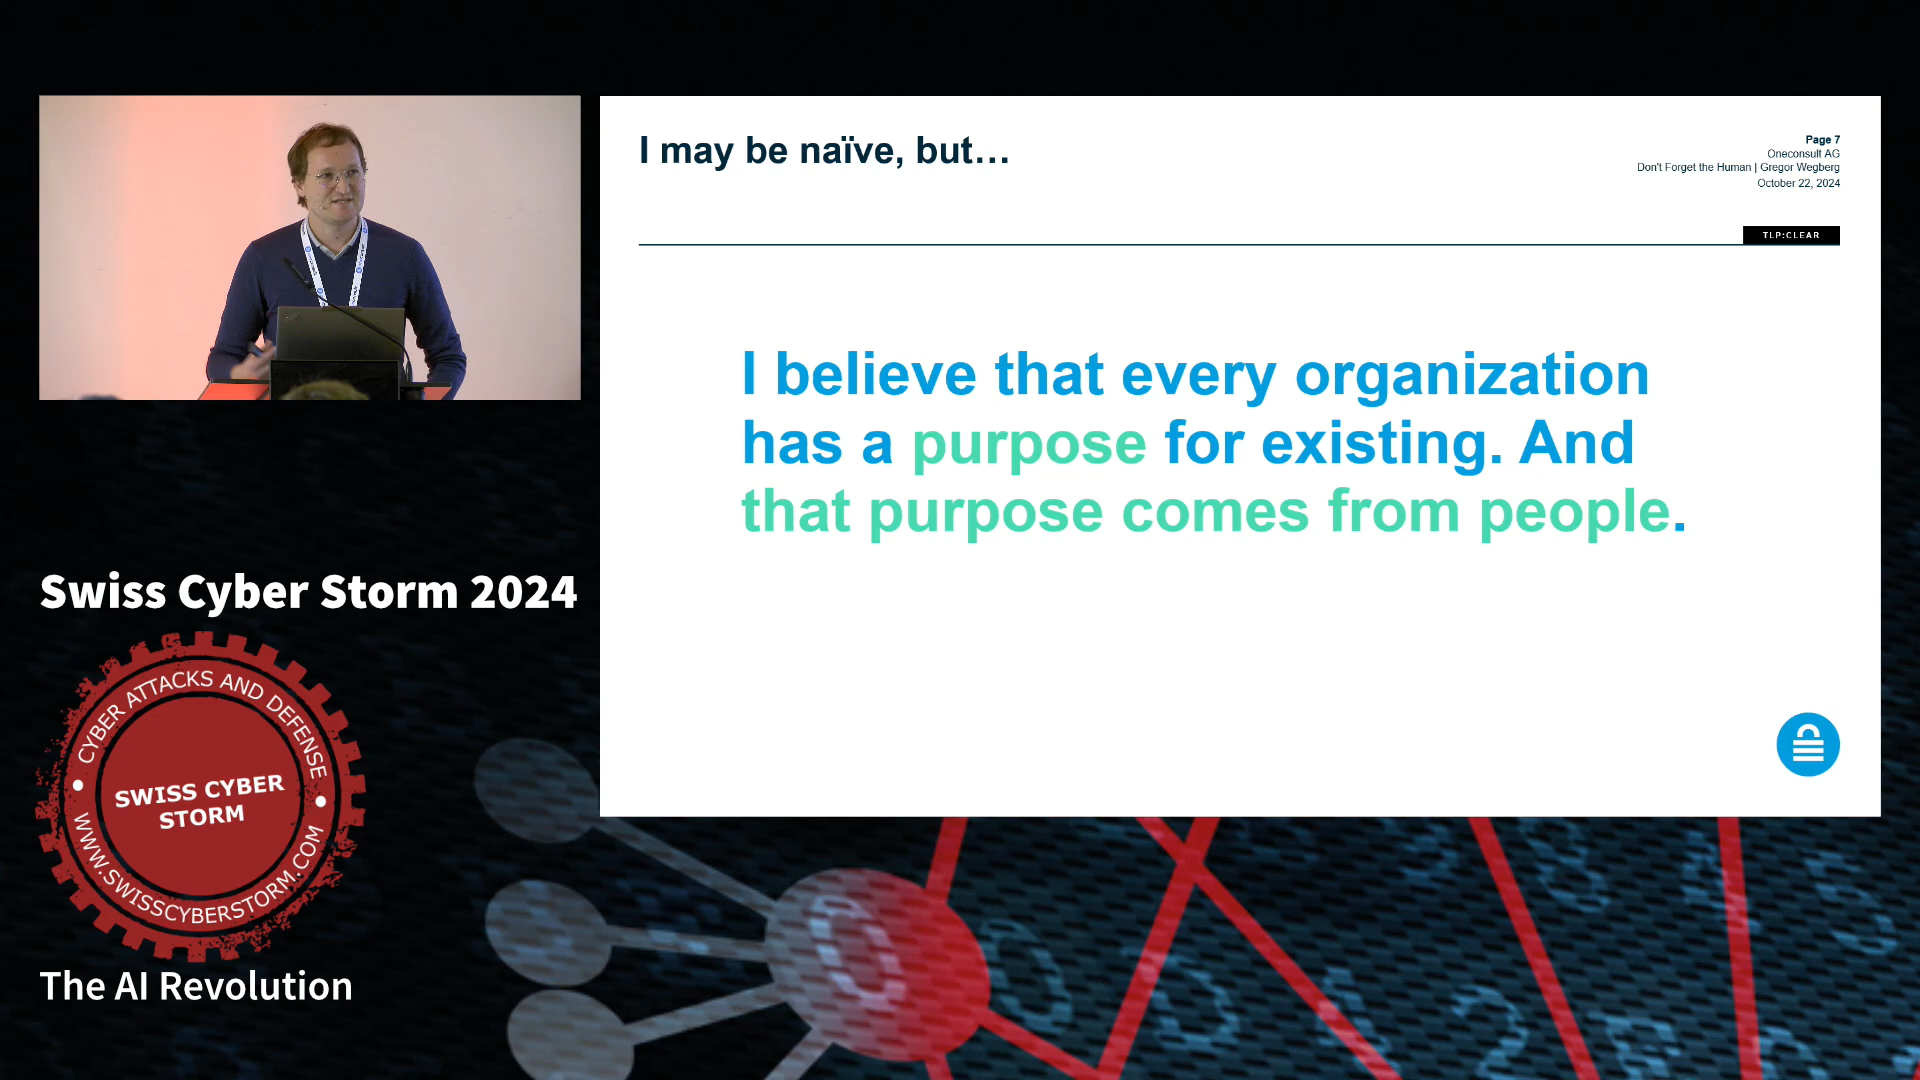 I may be naïve, but…
Page 7
Oneconsult AG
Don't Forget the Human | Gregor Wegberg
October 22, 2024
TLP:CLEAR
I believe that every organization
has a purpose for existing. And
that purpose comes from people.
Swiss Cyber Storm 2024
CYBER ATTACKS AND DEFENSE
SWISS CYBER
STORM
WWW.SWISSCYBERSTORM.COM
The AI Revolution